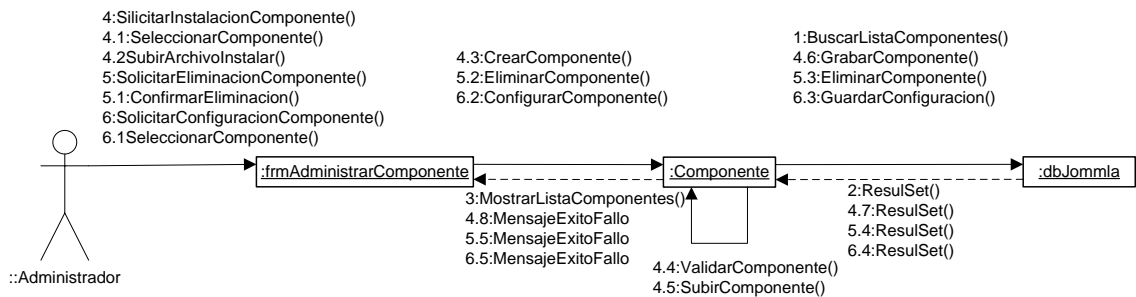 4:SilicitarInstalacionComponente()
4.1:SeleccionarComponente()
4.2SubirArchivoInstalar()
5:SolicitarEliminacionComponente()
5.1:ConfirmarEliminacion()
6:SolicitarConfiguracionComponente()
6.1SeleccionarComponente()
4.3:CrearComponente()
5.2:EliminarComponente()
6.2:ConfigurarComponente()
1:BuscarListaComponentes()
4.6:GrabarComponente()
5.3:EliminarComponente()
6.3:GuardarConfiguracion()
:frmAdministrarComponente
:Componente
:dbJommla
3:MostrarListaComponentes()
4.8:MensajeExitoFallo
5.5:MensajeExitoFallo
6.5:MensajeExitoFallo
2:ResulSet()
4.7:ResulSet()
5.4:ResulSet()
6.4:ResulSet()
4.4:ValidarComponente()
4.5:SubirComponente()
::Administrador